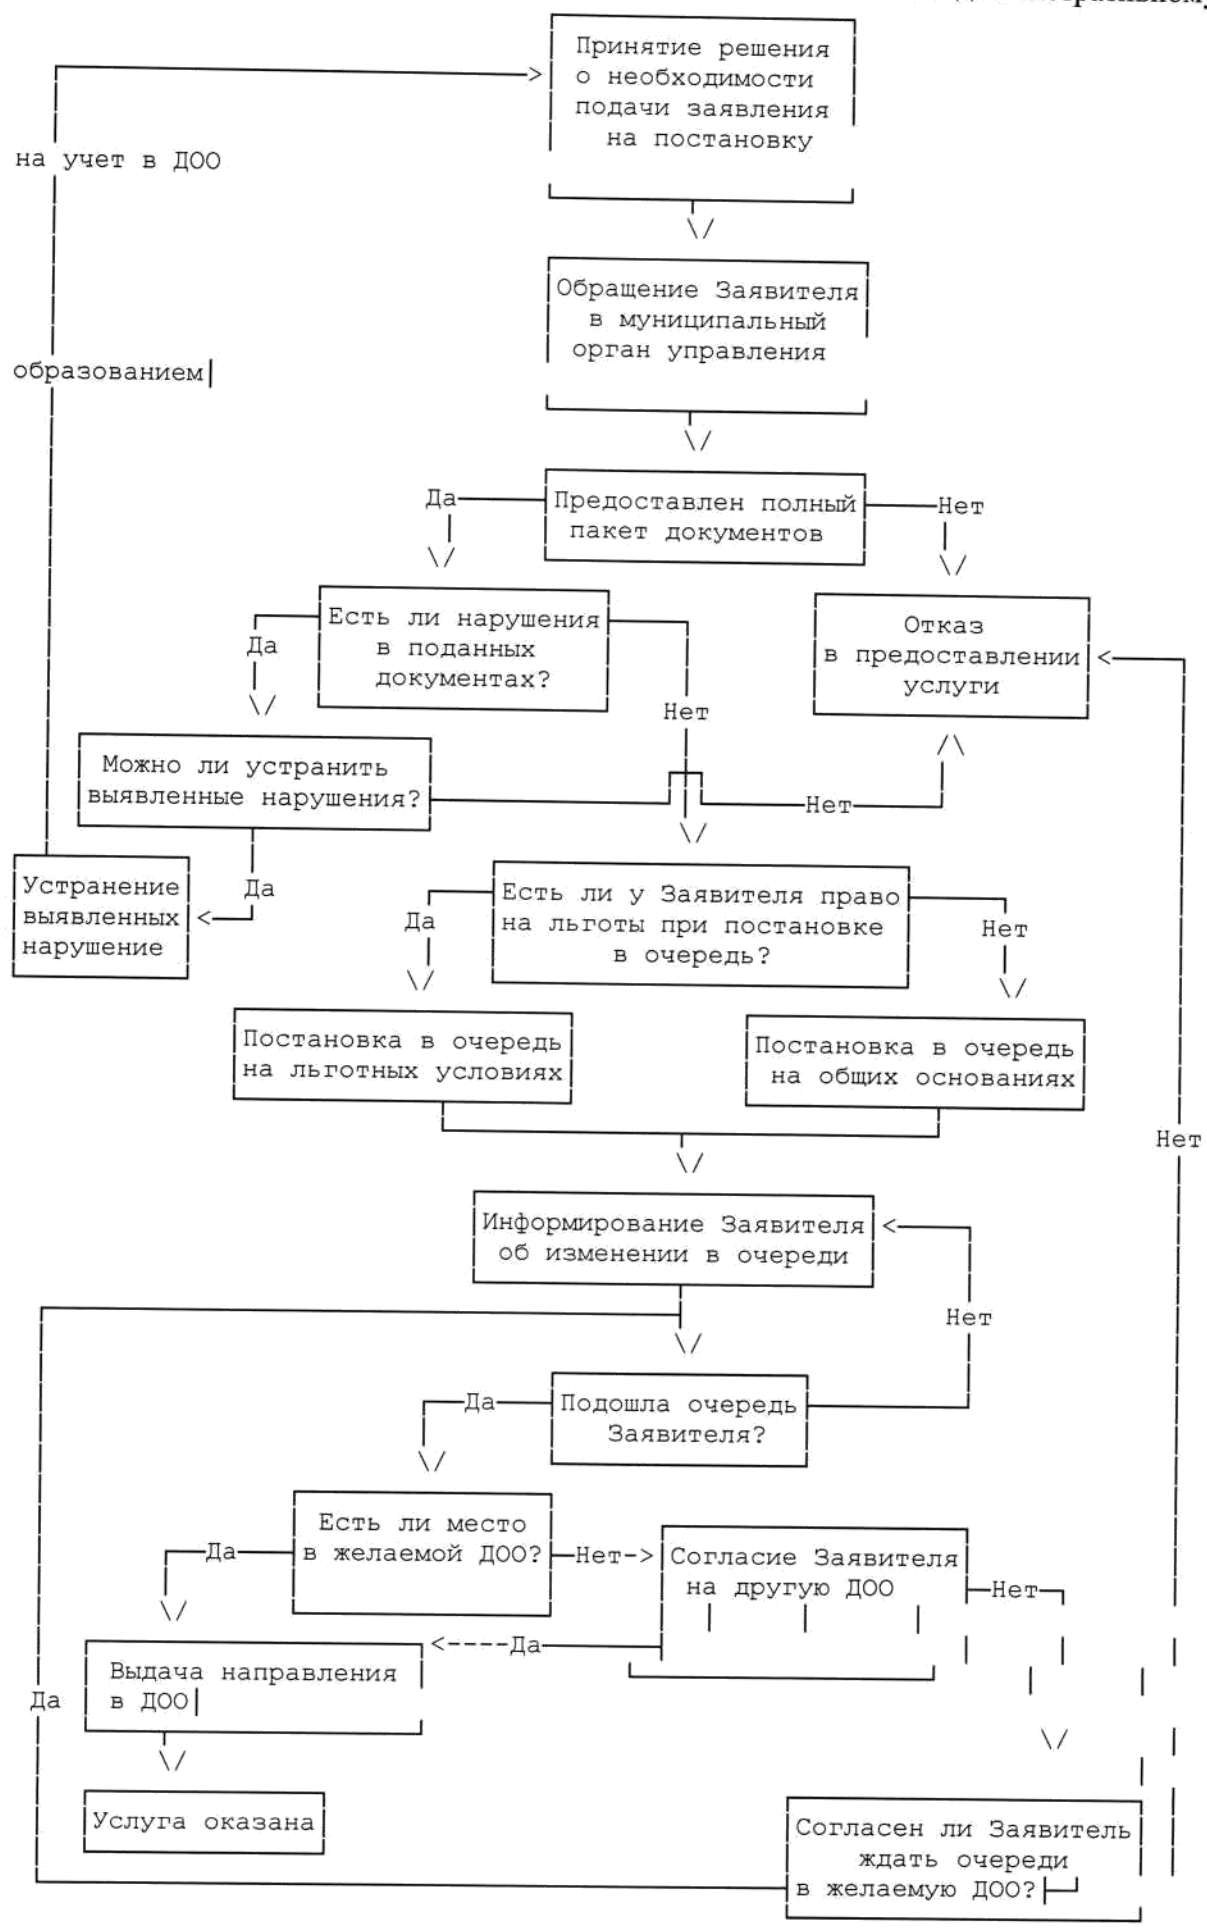 Принятие решения
о необходимости
подачи заявления
на постановку
на учет в ДОО
Обращение Заявителя
в муниципальный
орган управления
образованием
Да
Предоставлен полный
пакет документов
Нет
Есть ли нарушения
в поданных
документах?
Да
Нет
Отказ
в предоставлении
услуги
Можно ли устранить
выявленные нарушения?
Нет
Да
Устранение
выявленных
нарушение
Есть ли у Заявителя право
на льготы при постановке
в очередь?
Да
Нет
Постановка в очередь
на льготных условиях
Постановка в очередь
на общих основаниях
Нет
Информирование Заявителя
об изменении в очереди
Нет
Да
Подошла очередь
Заявителя?
Есть ли место
в желаемой ДОО?
Да
Нет
Согласие Заявителя
на другую ДОО
Нет
Да
Выдача направления
в ДОО
Да
Услуга оказана
Согласен ли Заявитель
ждать очереди
в желаемую ДОО?